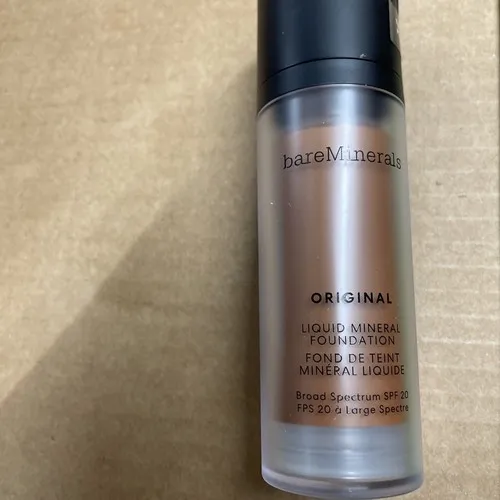 bareMinerals
ORIGINAL
LIQUID MINERAL
FOUNDATION
FOND DE TEINT
MINÉRAL LIQUIDE
Broad Spectrum SPF 20
FPS 20 à Large Spectre